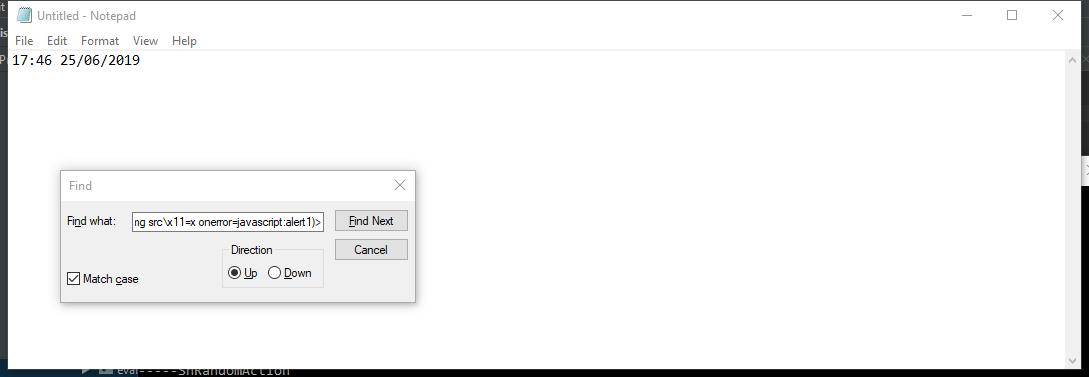 Untitled - Notepad
File Edit Format View Help
17:46 25/06/2019
Find
Find what: ng src\x11=x onerror=javascript:alert1)> Find Next
Direction Cancel
Up Down
Match case
eval-----ShRandomAction